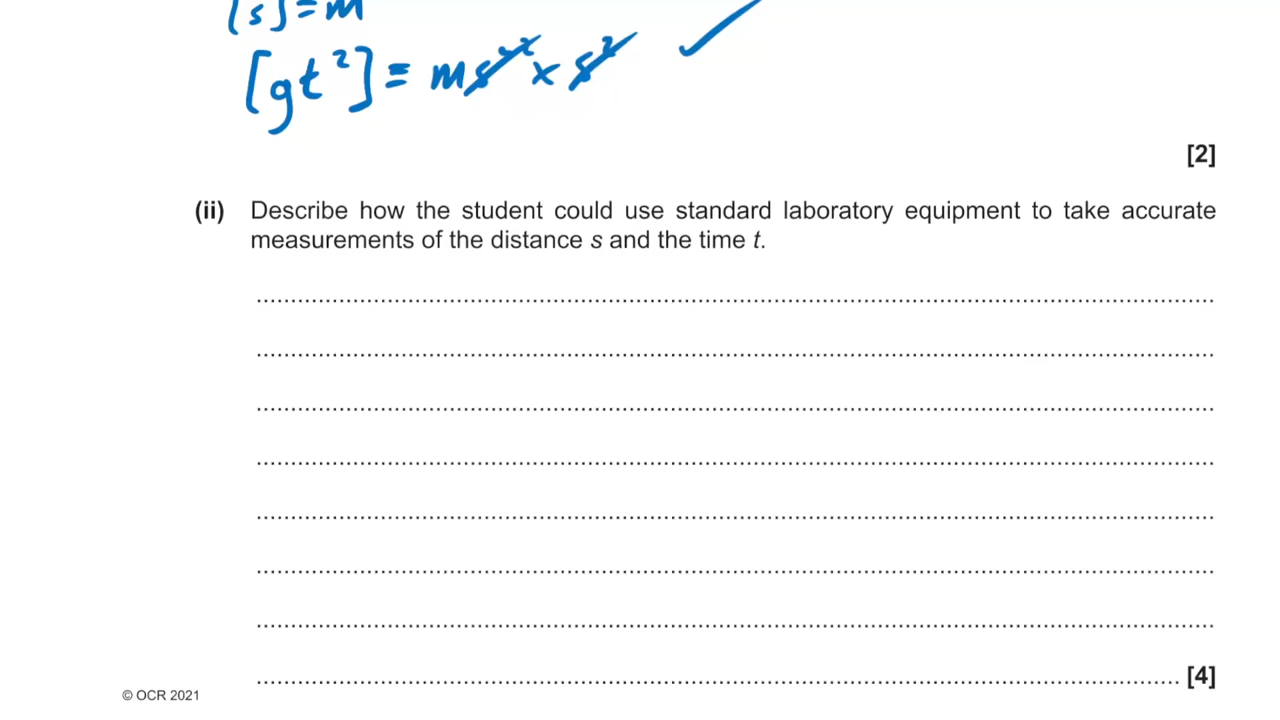 [s]=m
[gt²]= ms⁻² x s²
[2]
(ii) Describe how the student could use standard laboratory equipment to take accurate
measurements of the distance s and the time t.
[4]
© OCR 2021